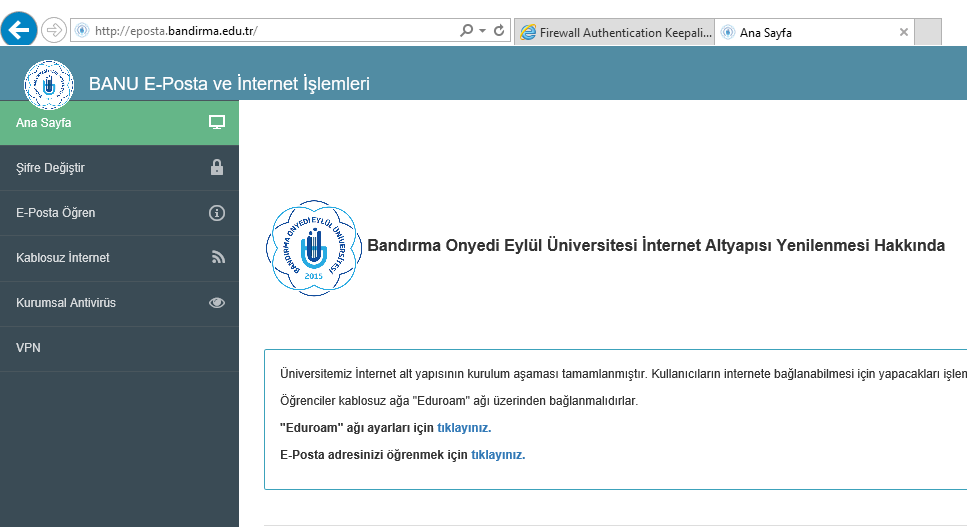 http://eposta.bandirma.edu.tr/
Firewall Authentication Keepali...
Ana Sayfa
BANU E-Posta ve İnternet İşlemleri
Ana Sayfa
Şifre Değiştir
E-Posta Öğren
Kablosuz İnternet
Kurumsal Antivirüs
VPN
BANDIRMA ONYEDİ EYLÜL ÜNİVERSİTESİ
2015
Bandırma Onyedi Eylül Üniversitesi İnternet Altyapısı Yenilenmesi Hakkında
Üniversitemiz İnternet alt yapısının kurulum aşaması tamamlanmıştır. Kullanıcıların internete bağlanabilmesi için yapacakları işlem
Öğrenciler kablosuz ağa "Eduroam" ağı üzerinden bağlanmalıdırlar.
"Eduroam" ağı ayarları için tıklayınız.
E-Posta adresinizi öğrenmek için tıklayınız.